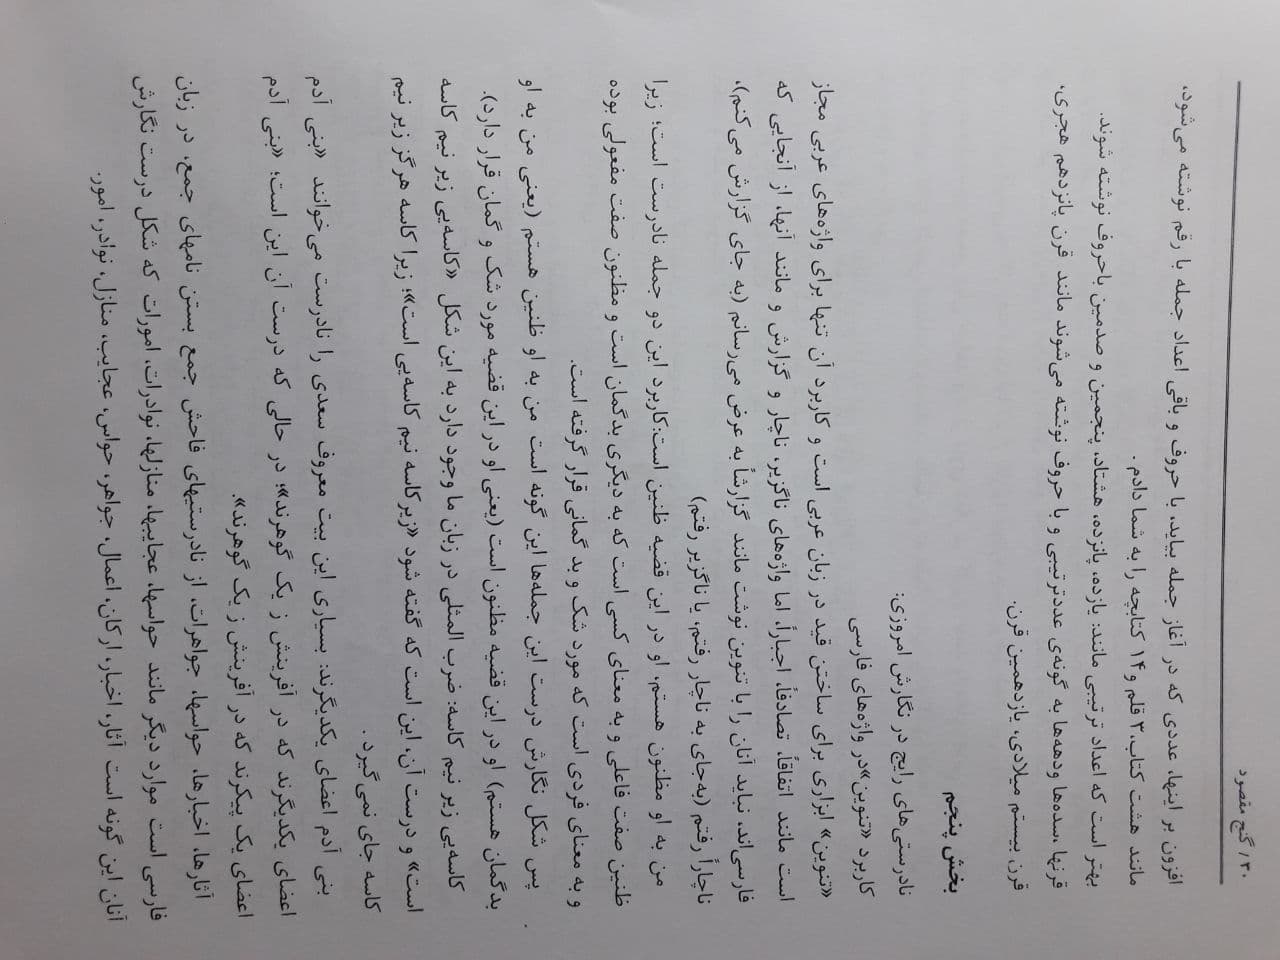 ۳۰ / گنج مقصود
افزون بر اینها، عددی که در آغاز جمله بیاید، با حروف و باقی اعداد جمله با رقم نوشته می‌شود،
مانند هشت کتاب،۳ قلم و۱۴ کتابچه را به شما دادم .
بهتر است که اعداد ترتیبی مانند: یازده، پانزده، هشتاد، پنجمین و صدمین باحروف نوشته شوند.
قرنها ،سده‌ها ودهه‌ها به گونه‌ی عددترتیبی و با حروف نوشته می‌شوند مانند قرن پانزدهم هجری،
قرن بیستم میلادی، یازدهمین قرن.
بخش پنجم
نادرستی‌های رایج در نگارش امروزی:
کاربرد «تنوین»در واژه‌های فارسی
«تنوین» ابزاری برای ساختن قید در زبان عربی است و کاربرد آن تنها برای واژه‌های عربی مجاز
است مانند اتفاقاً، تصادفاً، اجباراً، اما واژه‌های ناگزیر، ناچار و گزارش و مانند آنها، از آنجایی که
فارسی‌اند، نباید آنان را با تنوین نوشت مانند گزارشاً به عرض می‌رسانم (به جای گزارش می‌کنم)،
ناچاراً رفتم (به‌جای به ناچار رفتم، یا ناگزیر رفتم)
من به او مظنون هستم، او در این قضیه ظنین است:کاربرد این دو جمله نادرست است؛ زیرا
ظنین صفت فاعلی و به معنای کسی است که به دیگری بدگمان است و مظنون صفت مفعولی بوده
و به معنای فردی است که مورد شک و بد گمانی قرار گرفته است.
پس شکل نگارش درست این جمله‌ها این گونه است من به او ظنین هستم (یعنی من به او
بدگمان هستم) او در این قضیه مظنون است (یعنی او در این قضیه مورد شک و گمان قرار دارد).
کاسه‌یی زیر نیم کاسه: ضرب المثلی در زبان ما وجود دارد به این شکل «کاسه‌یی زیر نیم کاسه
است» و درست آن، این است که گفته شود «زیرکاسه نیم کاسه‌یی است»؛ زیرا کاسه هرگز زیر نیم
کاسه جای نمی‌گیرد .
بنی آدم اعضای یکدیگرند: بسیاری این بیت معروف سعدی را نادرست می‌خوانند «بنی آدم
اعضای یکدیگرند که در آفرینش ز یک گوهرند»؛ در حالی که درست آن این است؛ «بنی آدم
اعضای یک پیکرند که در آفرینش ز یک گوهرند».
آثارها، اخبارها، حواسها، جواهرات، از نادرستیهای فاحش جمع بستن نامهای جمع، در زبان
فارسی است موارد دیگر مانند حواسها، عجایبها، منازلها، نوادرات، امورات که شکل درست نگارش
آنان این گونه است آثار، اخبار، ارکان، اعمال، جواهر، حواس، عجایب، منازل، نوادر، امور.